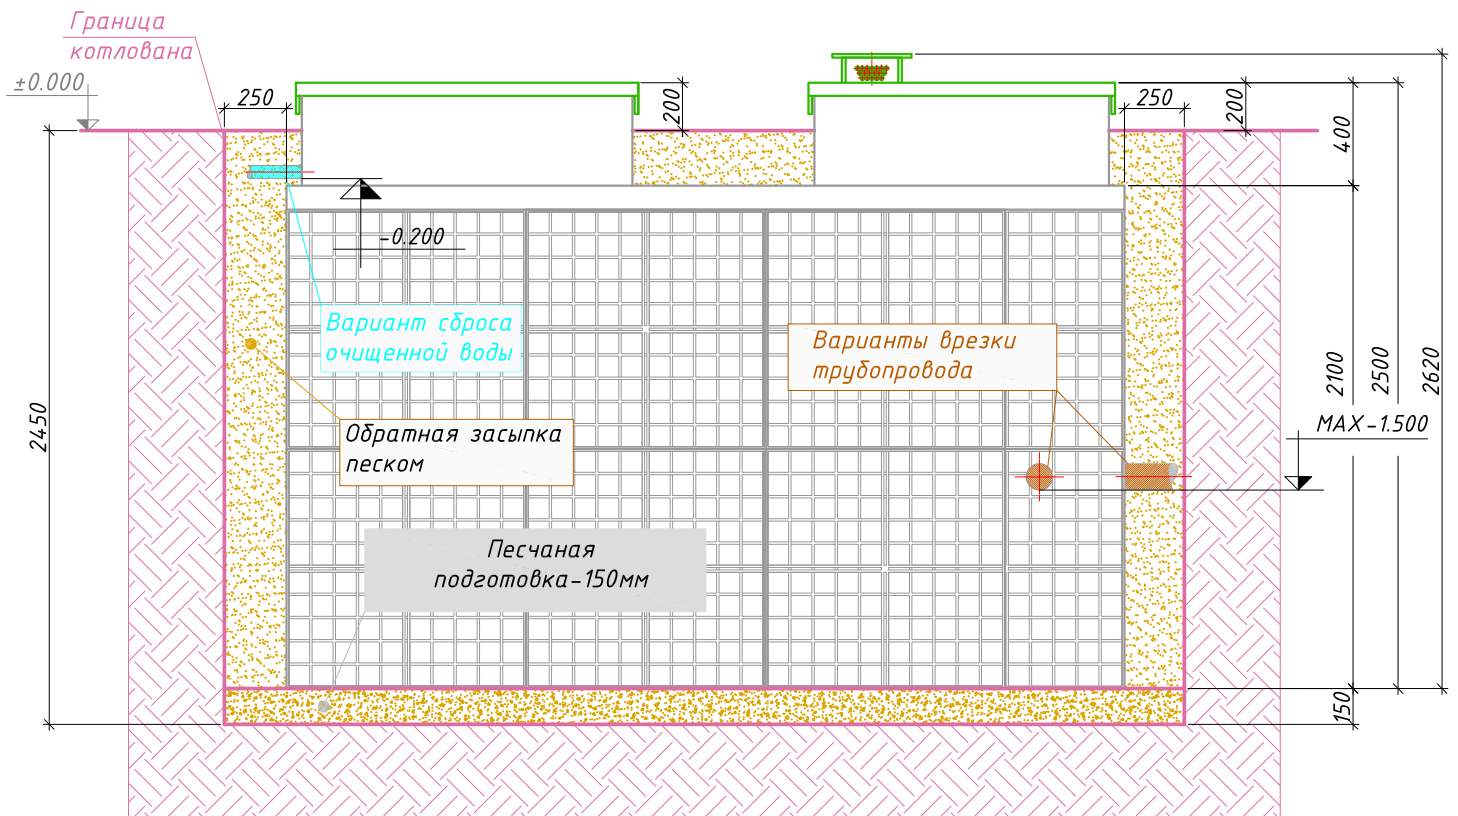 Граница
котлована
±0.000
250
200
250
200
400
-0.200
Вариант сброса
очищенной воды
Варианты врезки
трубопровода
2100
2500
2620
2450
Обратная засыпка
песком
MAX-1.500
Песчаная
подготовка-150мм
150